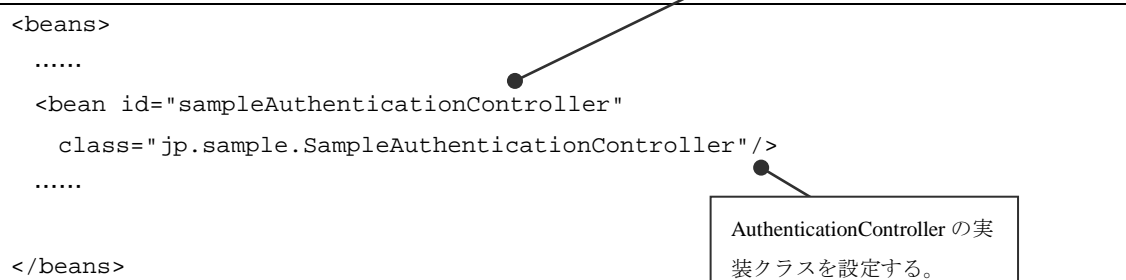 <beans>
……
<bean id="sampleAuthenticationController"
class="jp.sample.SampleAuthenticationController"/>
……
AuthenticationController の実
装クラスを設定する。
</beans>